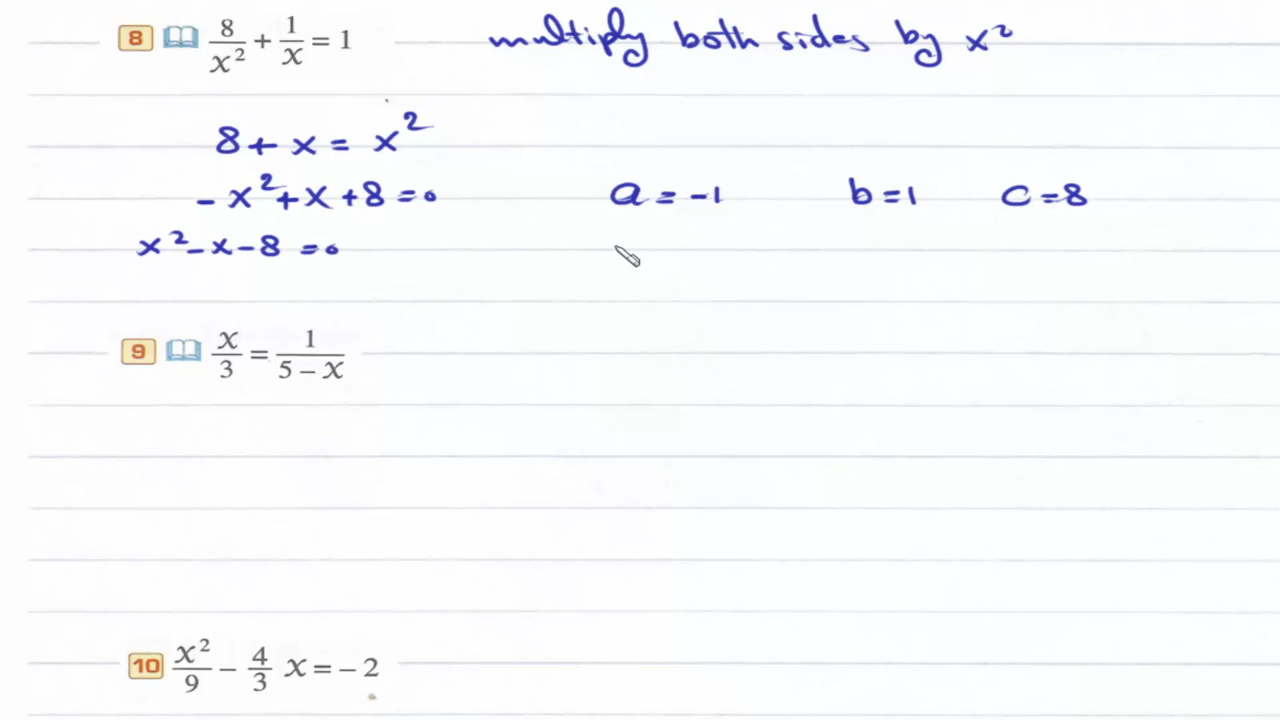 8 8/x² + 1/x = 1 multiply both sides by x²
8 + x = x²
- x² + x + 8 = 0 a = -1 b = 1 c = 8
x² - x - 8 = 0
9 x/3 = 1/(5 - x)
10 x²/9 - 4/3 x = - 2